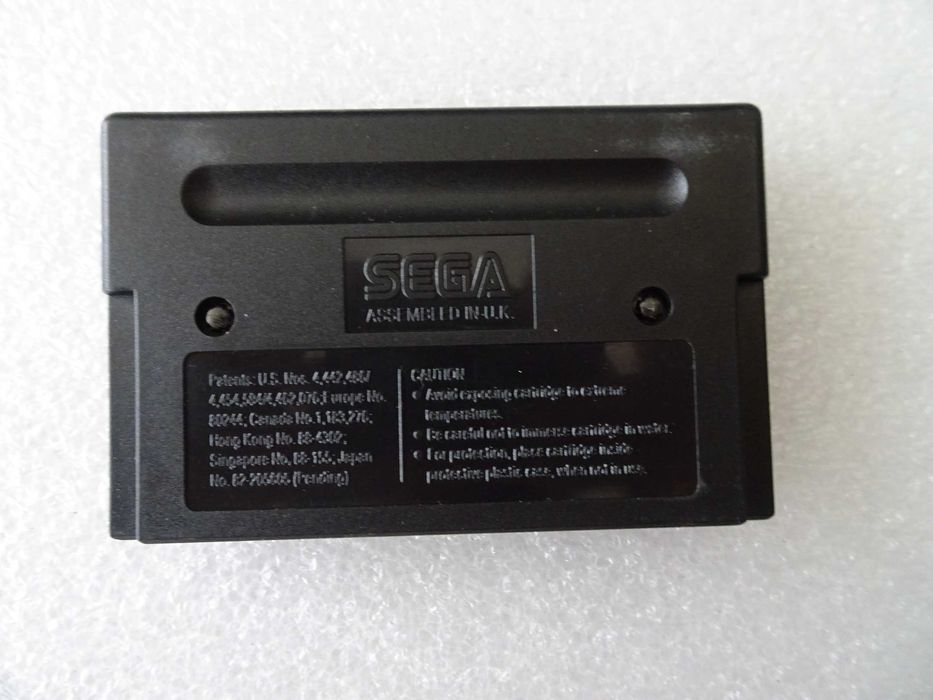 SEGA
ASSEMBLED IN U.K.
Patents: U.S. Nos. 4,442,486/
4,454,594/4,462,076; Europe No.
80244; Canada No. 1,183,276;
Hong Kong No. 88-4302;
Singapore No. 88-155; Japan
No. 82-205605 (Pending)
CAUTION
• Avoid exposing cartridge to extreme
temperatures.
• Be careful not to immerse cartridge in water.
• For protection, place cartridge inside
protective plastic case, when not in use.